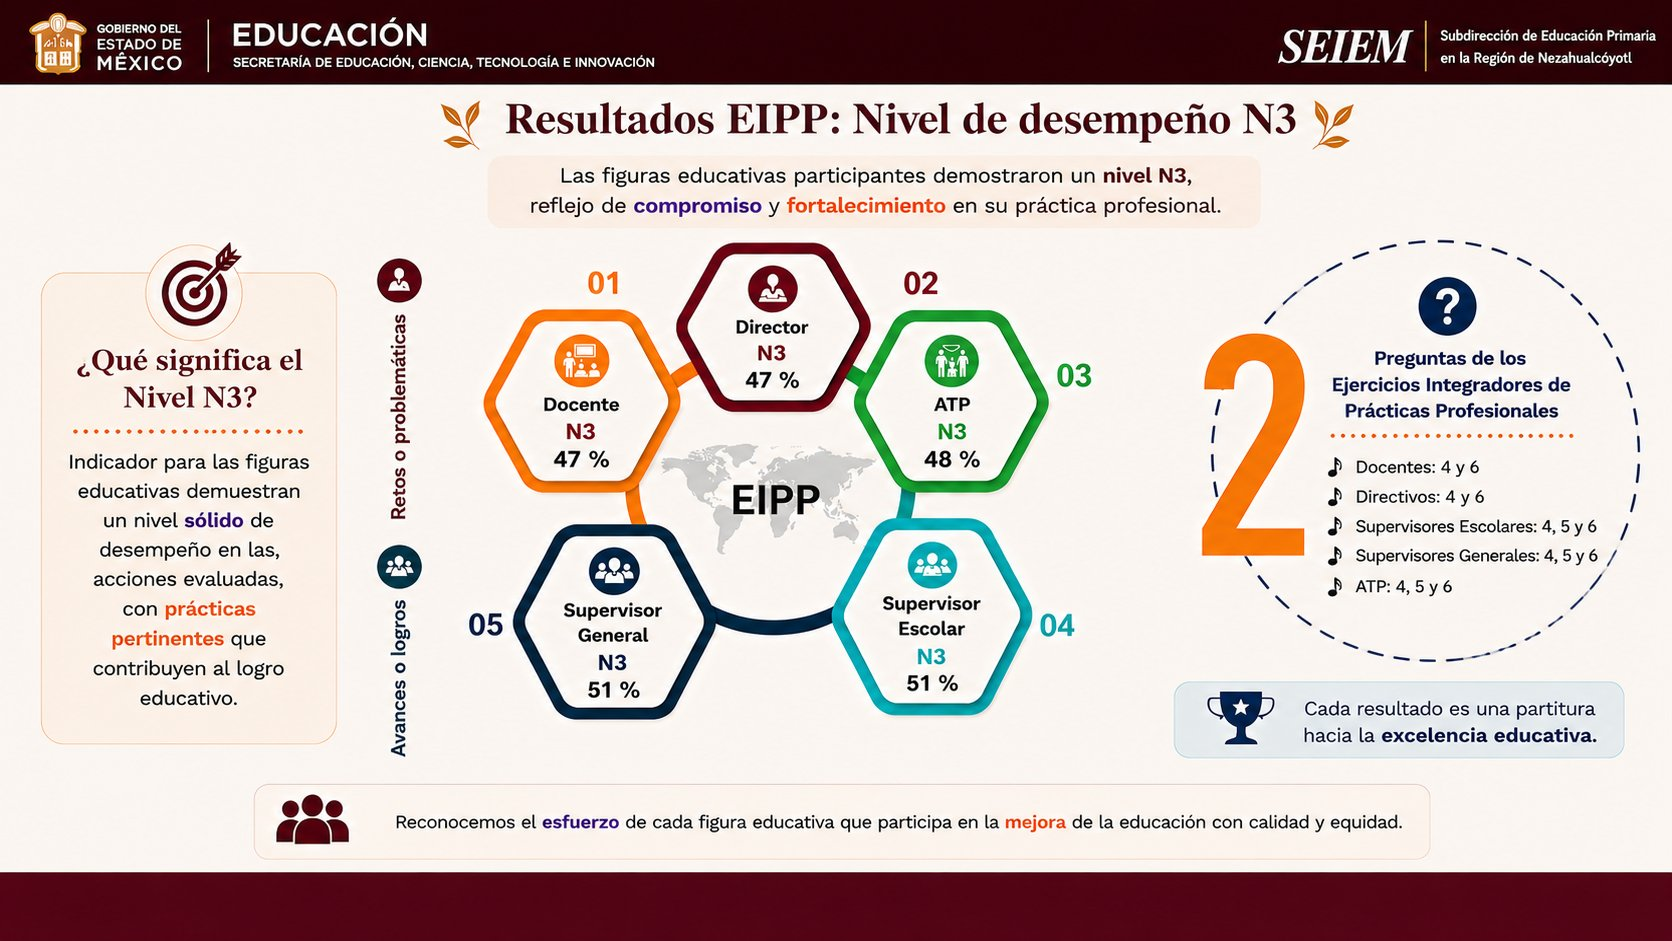 GOBIERNO DEL
ESTADO DE
MÉXICO
EDUCACIÓN
SECRETARÍA DE EDUCACIÓN, CIENCIA, TECNOLOGÍA E INNOVACIÓN
SEIEM
Subdirección de Educación Primaria
en la Región de Nezahualcóyotl
Resultados EIPP: Nivel de desempeño N3
Las figuras educativas participantes demostraron un nivel N3,
reflejo de compromiso y fortalecimiento en su práctica profesional.
¿Qué significa el
Nivel N3?
Indicador para las figuras
educativas demuestran
un nivel sólido de
desempeño en las,
acciones evaluadas,
con prácticas
pertinentes que
contribuyen al logro
educativo.
Retos o problemáticas
Avances o logros
01
Docente
N3
47 %
Director
N3
47 %
02
ATP
N3
48 %
03
EIPP
Supervisor
Escolar
N3
51 %
04
05
Supervisor
General
N3
51 %
2
?
Preguntas de los
Ejercicios Integradores de
Prácticas Profesionales
Docentes: 4 y 6
Directivos: 4 y 6
Supervisores Escolares: 4, 5 y 6
Supervisores Generales: 4, 5 y 6
ATP: 4, 5 y 6
Cada resultado es una partitura
hacia la excelencia educativa.
Reconocemos el esfuerzo de cada figura educativa que participa en la mejora de la educación con calidad y equidad.